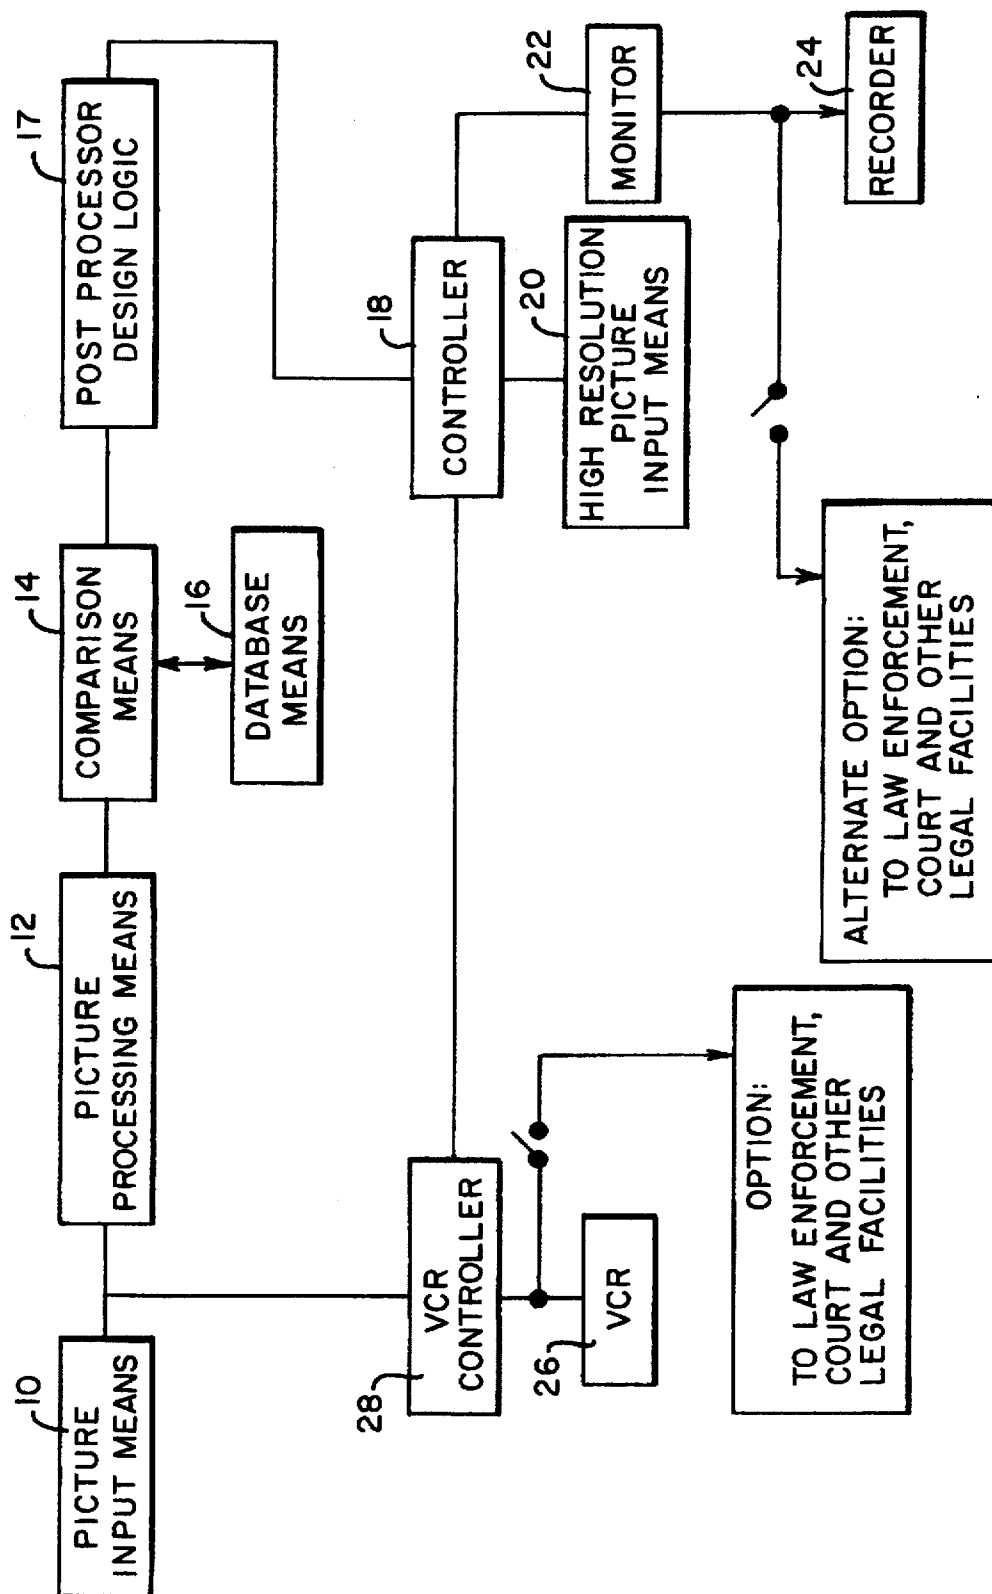 10
PICTURE
INPUT MEANS
12
PICTURE
PROCESSING MEANS
14
COMPARISON
MEANS
16
DATABASE
MEANS
17
POST PROCESSOR
DESIGN LOGIC
28
VCR
CONTROLLER
18
CONTROLLER
26
VCR
20
HIGH RESOLUTION
PICTURE
INPUT MEANS
22
MONITOR
24
RECORDER
OPTION:
TO LAW ENFORCEMENT,
COURT AND OTHER
LEGAL FACILITIES
ALTERNATE OPTION:
TO LAW ENFORCEMENT,
COURT AND OTHER
LEGAL FACILITIES